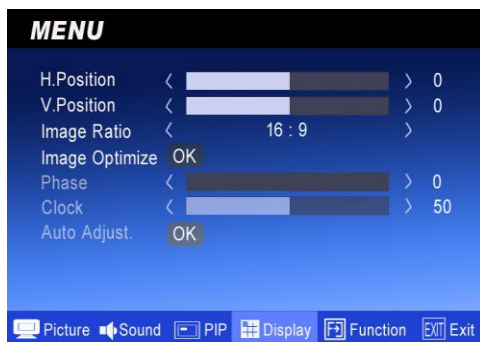 MENU
H.Position < > 0
V.Position < > 0
Image Ratio < 16 : 9 >
Image Optimize OK
Phase < > 0
Clock < > 50
Auto Adjust. OK
Picture Sound PIP Display Function EXIT Exit